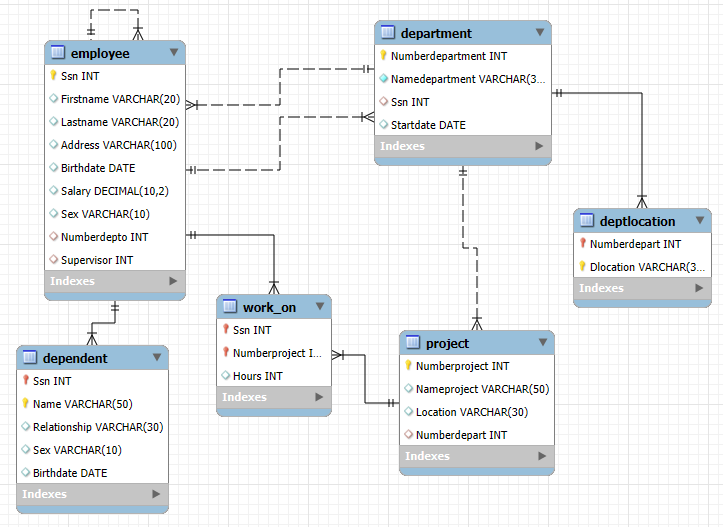 employee
Ssn INT
Firstname VARCHAR(20)
Lastname VARCHAR(20)
Address VARCHAR(100)
Birthdate DATE
Salary DECIMAL(10,2)
Sex VARCHAR(10)
Numberdepto INT
Supervisor INT
Indexes
department
Numberdepartment INT
Namedepartment VARCHAR(3...
Ssn INT
Startdate DATE
Indexes
deptlocation
Numberdepart INT
Dlocation VARCHAR(3...
Indexes
work_on
Ssn INT
Numberproject I...
Hours INT
Indexes
project
Numberproject INT
Nameproject VARCHAR(50)
Location VARCHAR(30)
Numberdepart INT
Indexes
dependent
Ssn INT
Name VARCHAR(50)
Relationship VARCHAR(30)
Sex VARCHAR(10)
Birthdate DATE
Indexes